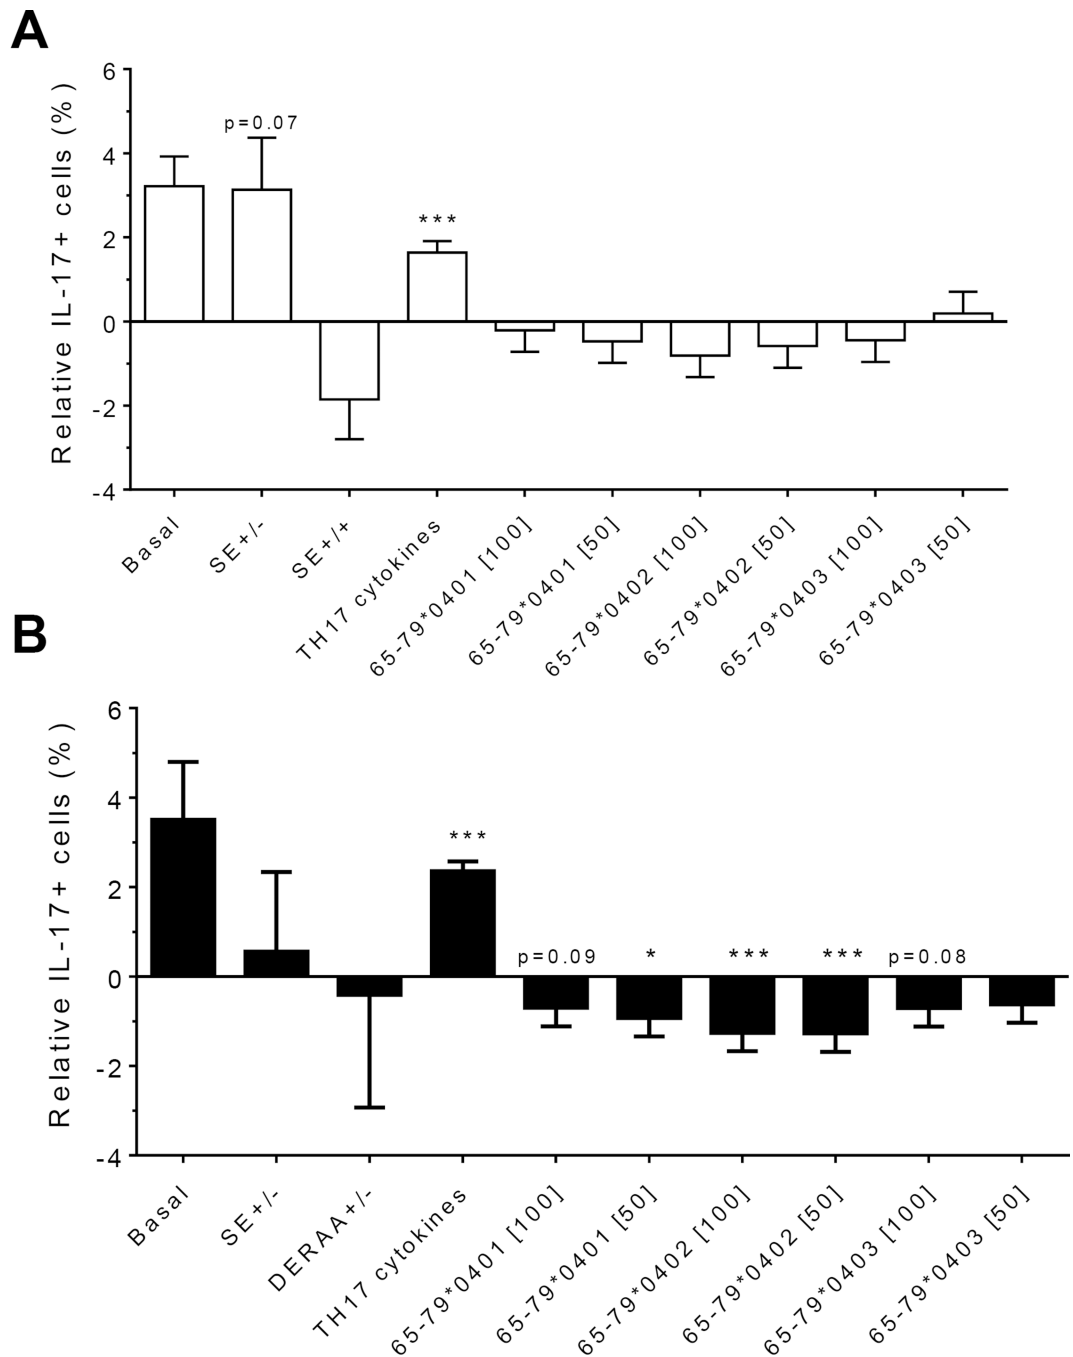 A
Relative IL-17+ cells (%)
6
4
2
0
-2
-4
p=0.07
***
Basal
SE+/-
SE+/+
TH17 cytokines
65-79*0401 [100]
65-79*0401 [50]
65-79*0402 [100]
65-79*0402 [50]
65-79*0403 [100]
65-79*0403 [50]
B
Relative IL-17+ cells (%)
6
4
2
0
-2
-4
***
p=0.09
*
***
***
p=0.08
Basal
SE+/-
DERAA+/-
TH17 cytokines
65-79*0401 [100]
65-79*0401 [50]
65-79*0402 [100]
65-79*0402 [50]
65-79*0403 [100]
65-79*0403 [50]